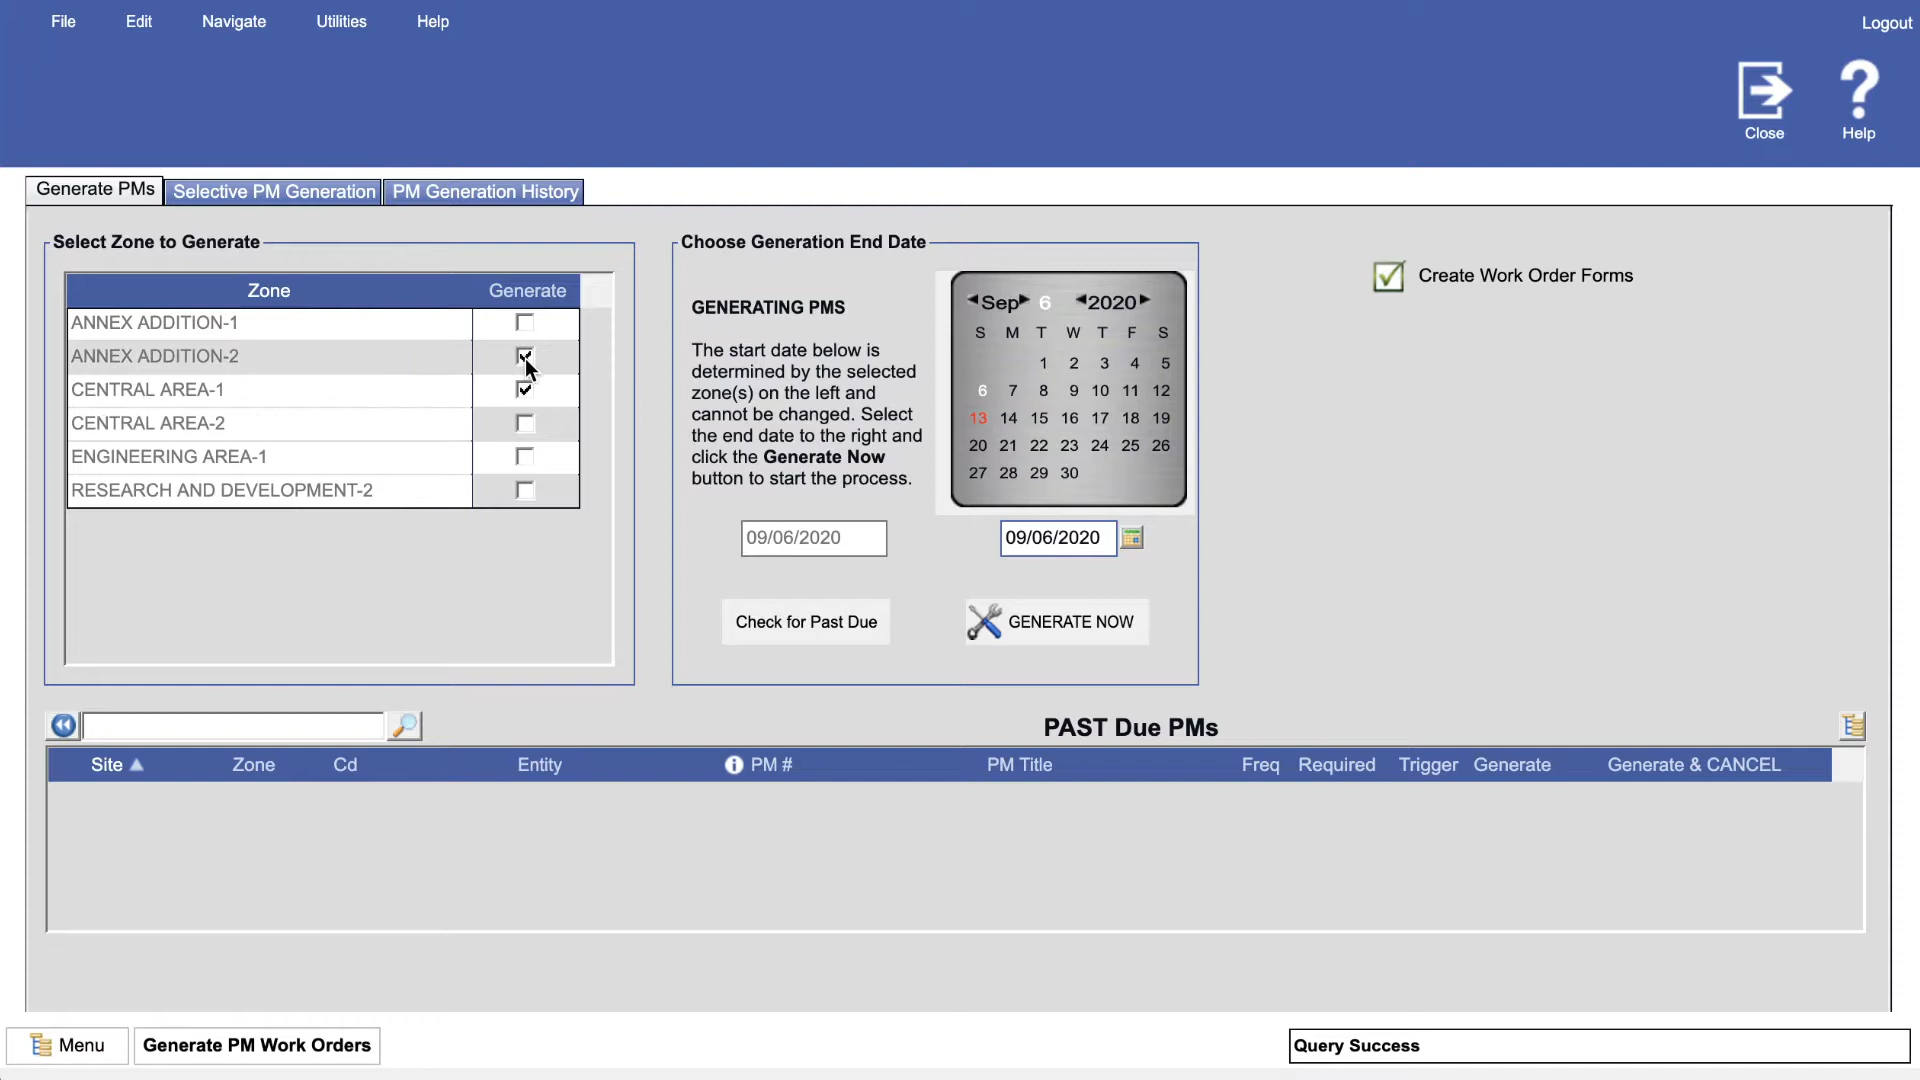 File Edit Navigate Utilities Help
Logout
Close Help
Generate PMs Selective PM Generation PM Generation History
Select Zone to Generate
Zone Generate
ANNEX ADDITION-1
ANNEX ADDITION-2
CENTRAL AREA-1
CENTRAL AREA-2
ENGINEERING AREA-1
RESEARCH AND DEVELOPMENT-2
Choose Generation End Date
GENERATING PMS
The start date below is
determined by the selected
zone(s) on the left and
cannot be changed. Select
the end date to the right and
click the Generate Now
button to start the process.
Sep 6 2020
S M T W T F S
1 2 3 4 5
6 7 8 9 10 11 12
13 14 15 16 17 18 19
20 21 22 23 24 25 26
27 28 29 30
09/06/2020 09/06/2020
Check for Past Due GENERATE NOW
Create Work Order Forms
PAST Due PMs
Site Zone Cd Entity PM # PM Title Freq Required Trigger Generate Generate & CANCEL
Menu Generate PM Work Orders Query Success